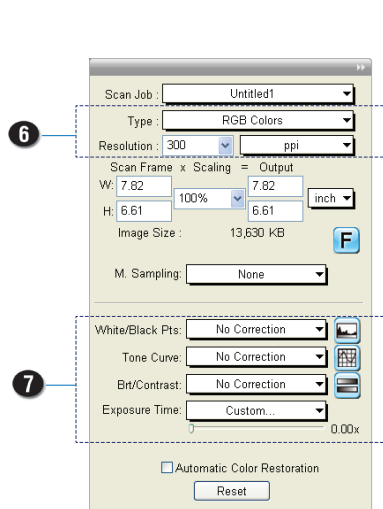 Scan Job : Untitled1
6
Type : RGB Colors
Resolution : 300 ppi
Scan Frame x Scaling = Output
W: 7.82 100% 7.82 inch
H: 6.61 6.61
Image Size : 13,630 KB F
M. Sampling: None
7
White/Black Pts: No Correction
Tone Curve: No Correction
Brt/Contrast: No Correction
Exposure Time: Custom...
0.00x
Automatic Color Restoration
Reset